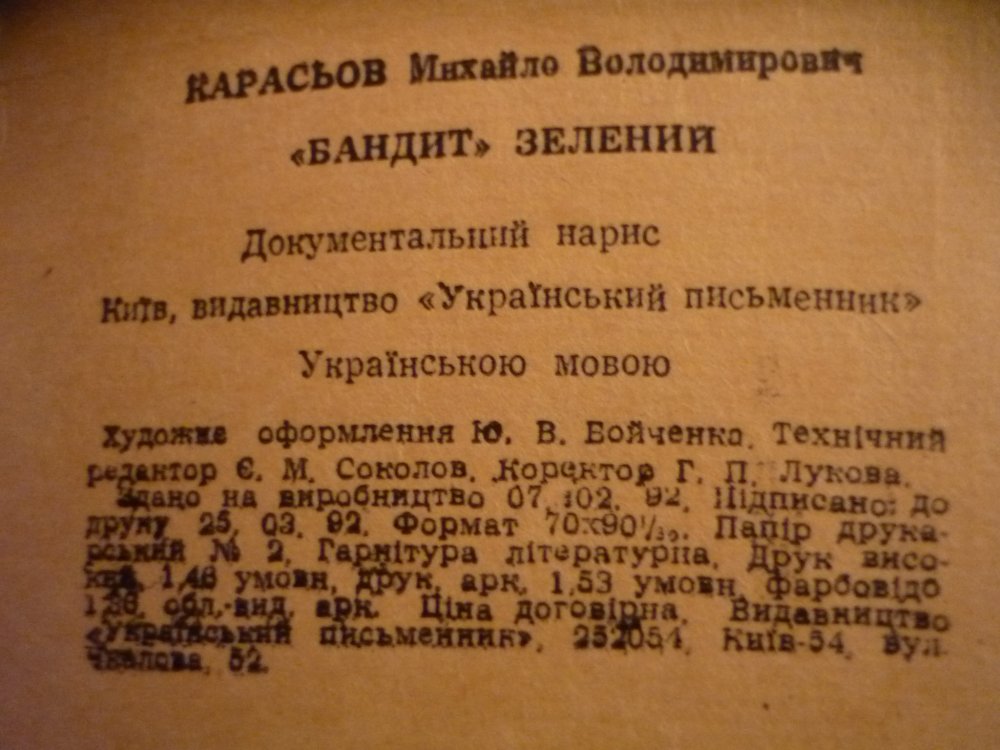 КАРАСЬОВ Михайло Володимирович
«БАНДИТ» ЗЕЛЕНИЙ
Документальний нарис
Київ, видавництво «Український письменник»
Українською мовою
Художнє оформлення Ю. В. Бойченка. Технічний
редактор Є. М. Соколов. Коректор Г. П. Лукова.
Здано на виробництво 07. 02. 92. Підписано до
друку 25. 03. 92. Формат 70х90¹/₃₂. Папір друка-
рський № 2. Гарнітура літературна. Друк висо-
кий. 1,46 умовн. друк. арк. 1,53 умовн. фарбовідб
обл.-вид. арк. Ціна договірна. Видавництво
«Український письменник», 252054, Київ-54, вул.
Чкалова, 52.